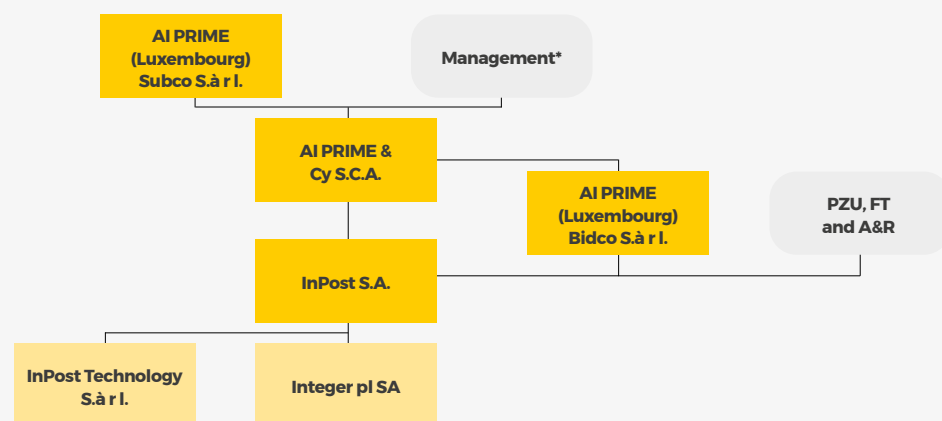 AI PRIME
(Luxembourg)
Subco S.à r l.
Management*
AI PRIME &
Cy S.C.A.
AI PRIME
(Luxembourg)
Bidco S.à r l.
PZU, FT
and A&R
InPost S.A.
InPost Technology
S.à r l.
Integer pl SA